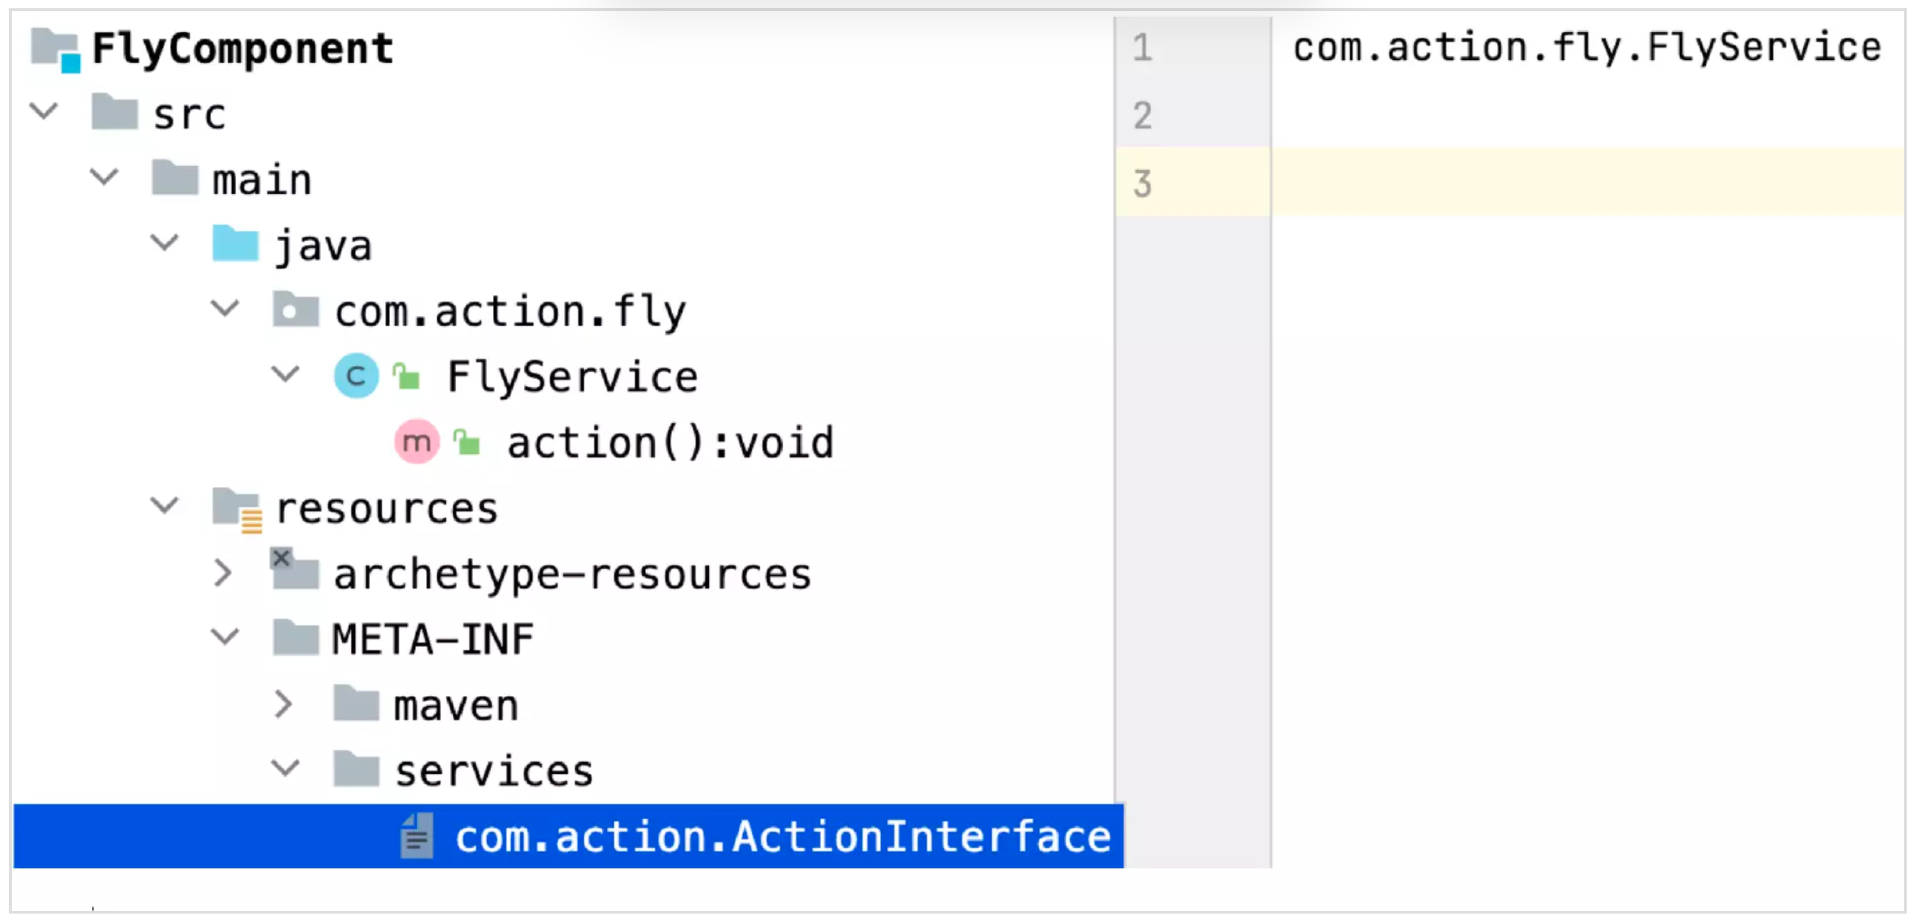 FlyComponent
src
main
java
com.action.fly
C FlyService
m action():void
resources
archetype-resources
META-INF
maven
services
com.action.ActionInterface
1 com.action.fly.FlyService
2
3